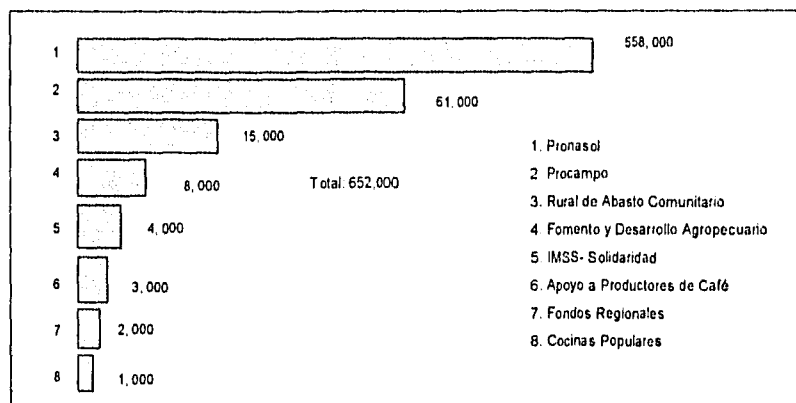 1 558,000
2 61,000
3 15,000
4 8,000
Total: 652,000
5 4,000
6 3,000
7 2,000
8 1,000
1. Pronasol
2 Procampo
3. Rural de Abasto Comunitario
4. Fomento y Desarrollo Agropecuario
5. IMSS- Solidaridad
6. Apoyo a Productores de Café
7. Fondos Regionales
8. Cocinas Populares